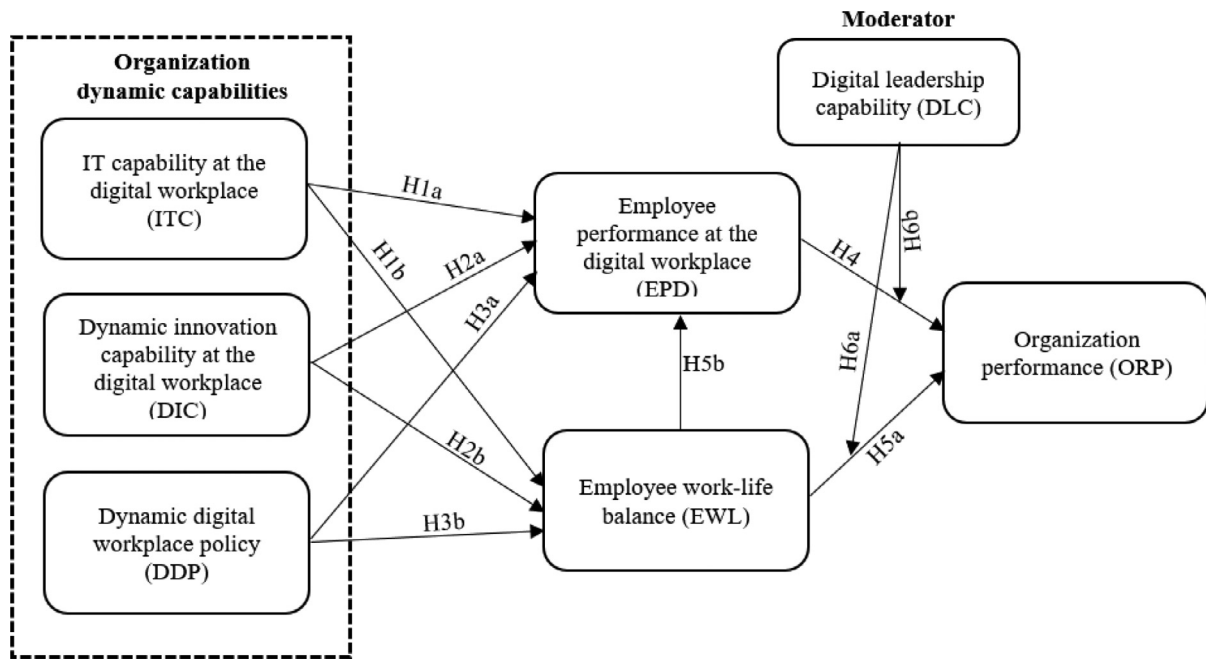 Moderator
Organization
dynamic capabilities
Digital leadership
capability (DLC)
IT capability at the
digital workplace
(ITC)
H1a
H1b
Employee
performance at the
digital workplace
(EPD)
H6b
H4
H2a
H3a
Dynamic innovation
capability at the
digital workplace
(DIC)
H6a
Organization
performance (ORP)
H5b
H2b
H5a
Dynamic digital
workplace policy
(DDP)
H3b
Employee work-life
balance (EWL)